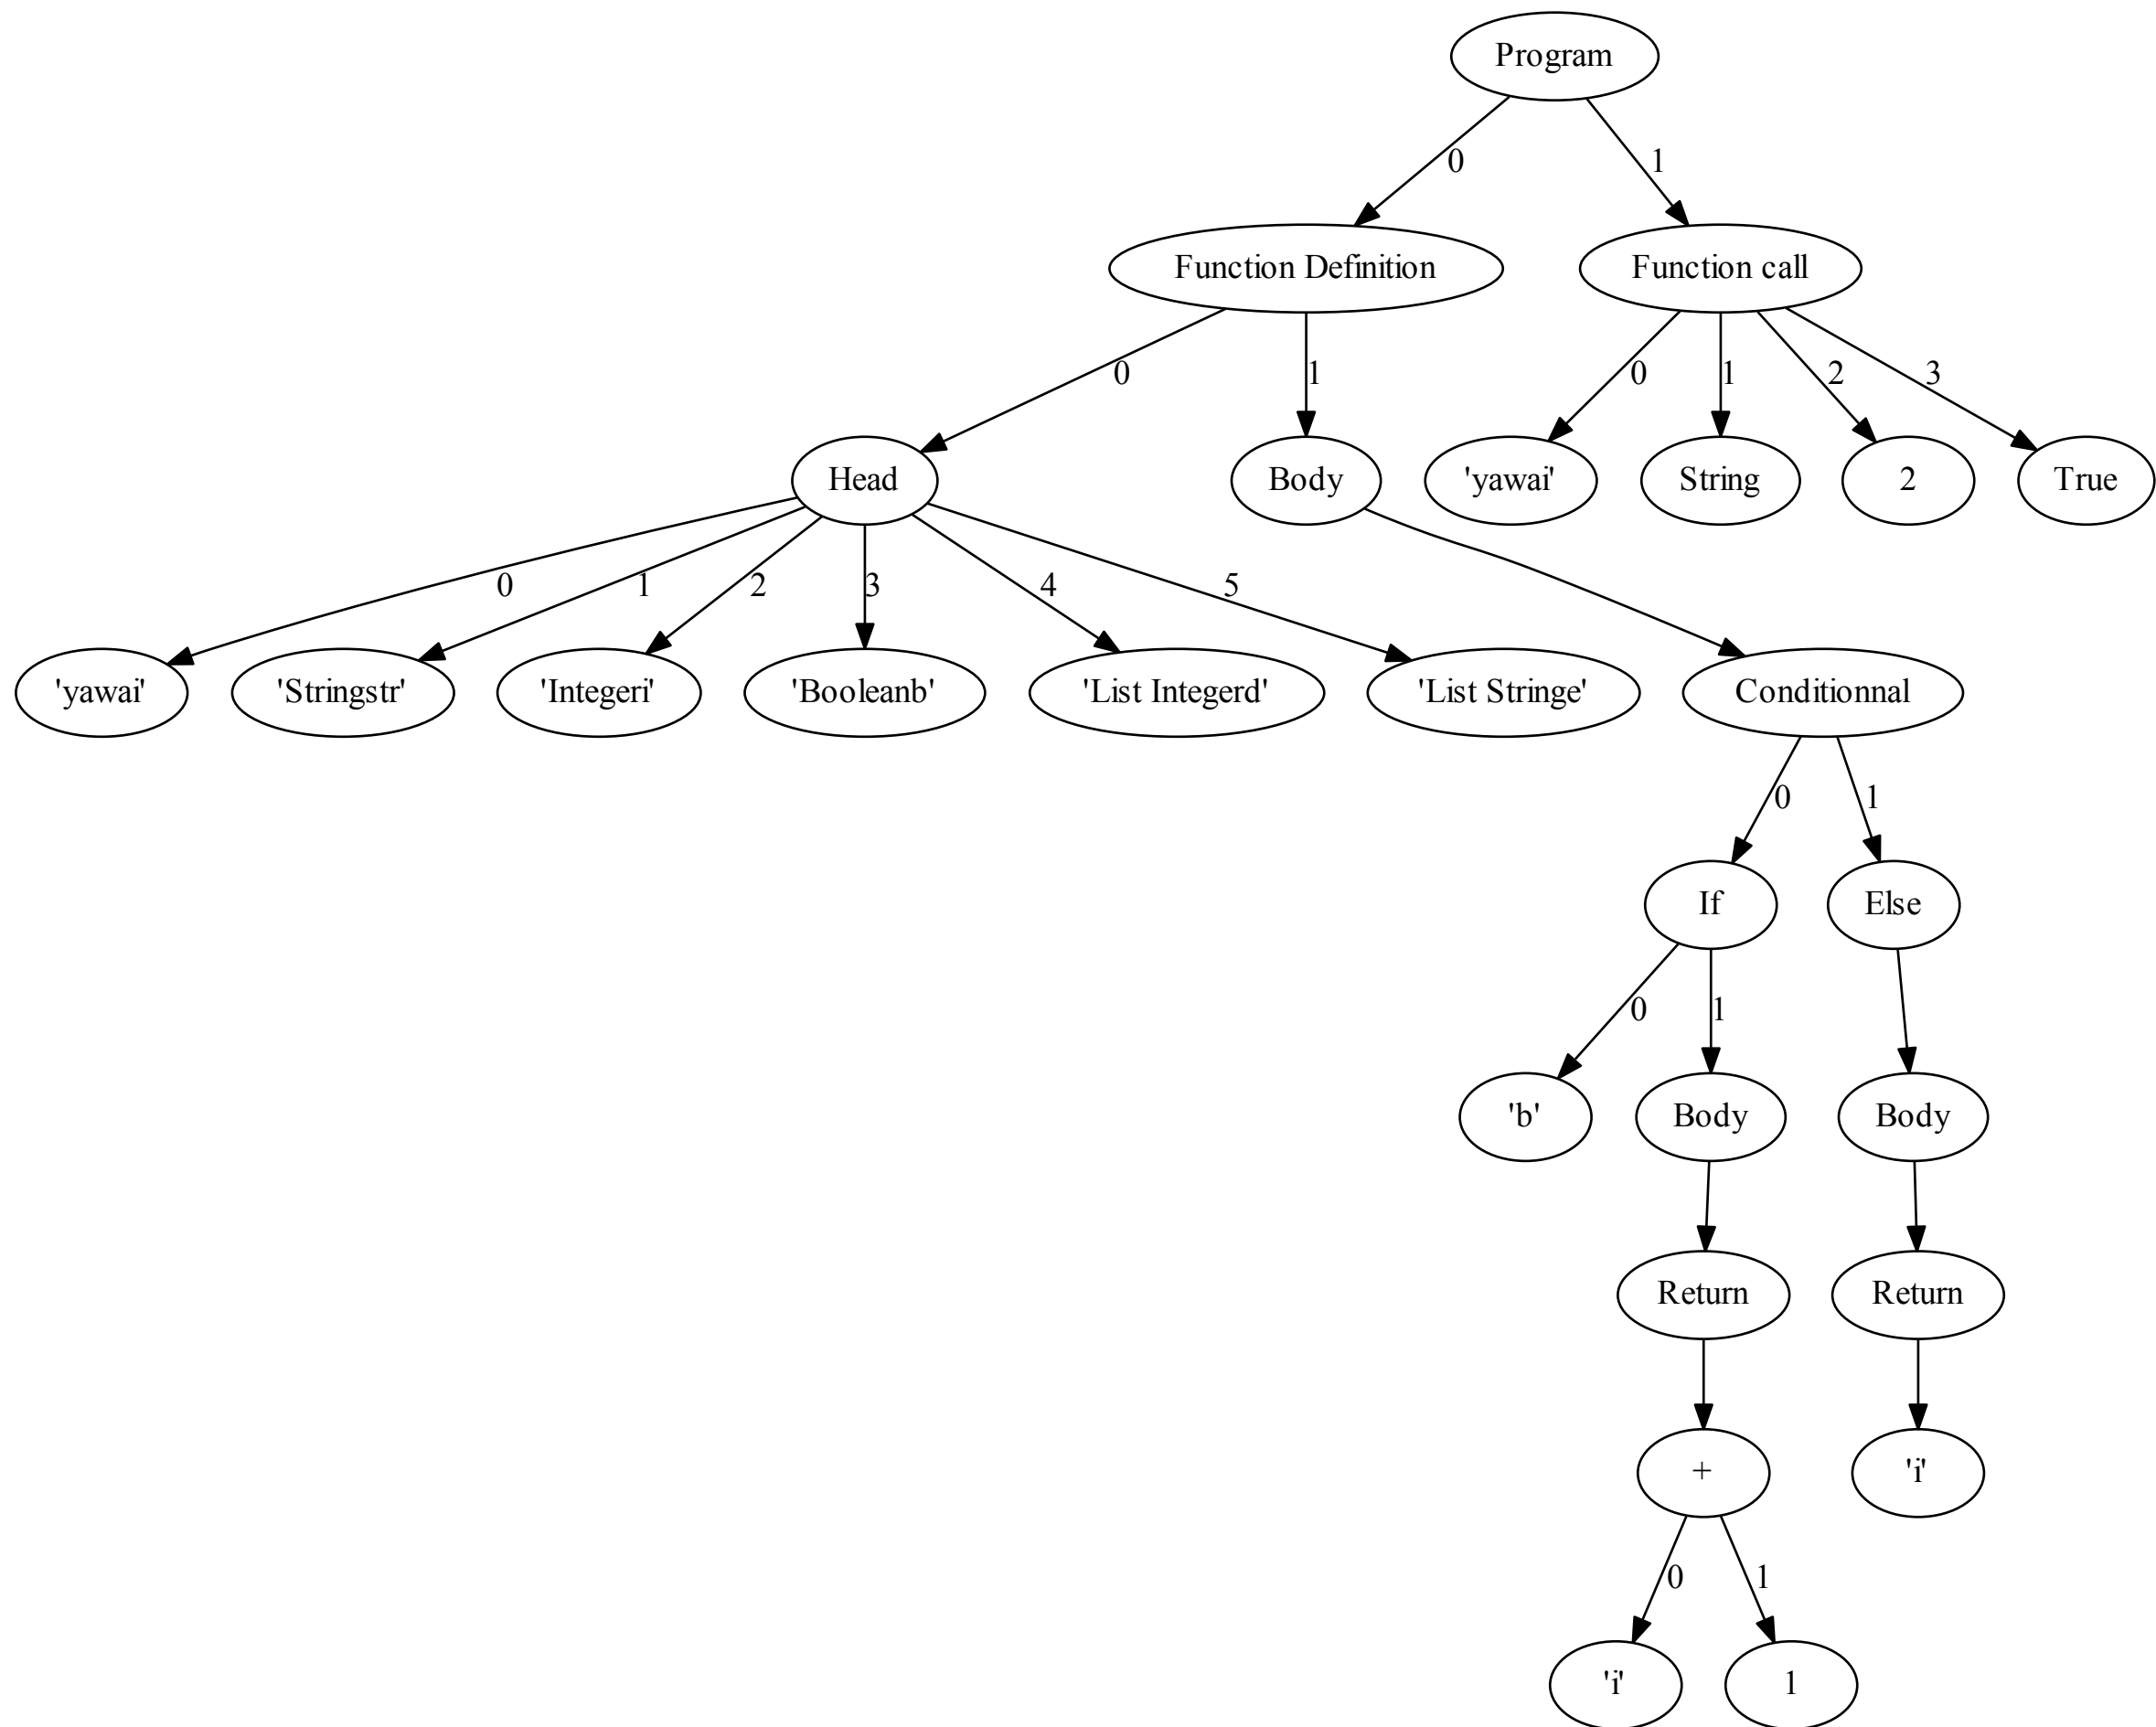 Program
0
1
Function Definition
Function call
0
1
0
1
2
3
Head
Body
'yawai'
String
2
True
0
1
2
3
4
5
'yawai'
'Stringstr'
'Integeri'
'Booleanb'
'List Integerd'
'List Stringe'
Conditionnal
0
1
If
Else
0
1
'b'
Body
Body
Return
Return
+
'i'
0
1
'i'
1